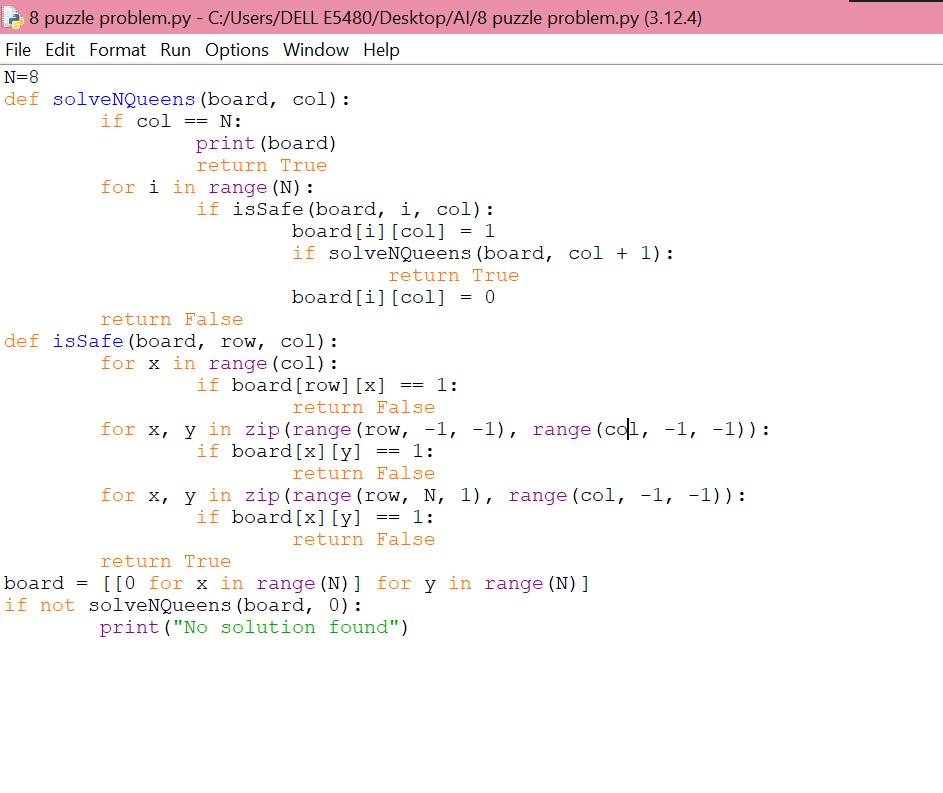 8 puzzle problem.py - C:/Users/DELL E5480/Desktop/AI/8 puzzle problem.py (3.12.4)
File Edit Format Run Options Window Help
N=8
def solveNQueens(board, col):
        if col == N:
                print(board)
                return True
        for i in range(N):
                if isSafe(board, i, col):
                        board[i][col] = 1
                        if solveNQueens(board, col + 1):
                                return True
                        board[i][col] = 0
        return False
def isSafe(board, row, col):
        for x in range(col):
                if board[row][x] == 1:
                        return False
        for x, y in zip(range(row, -1, -1), range(col, -1, -1)):
                if board[x][y] == 1:
                        return False
        for x, y in zip(range(row, N, 1), range(col, -1, -1)):
                if board[x][y] == 1:
                        return False
        return True
board = [[0 for x in range(N)] for y in range(N)]
if not solveNQueens(board, 0):
        print("No solution found")